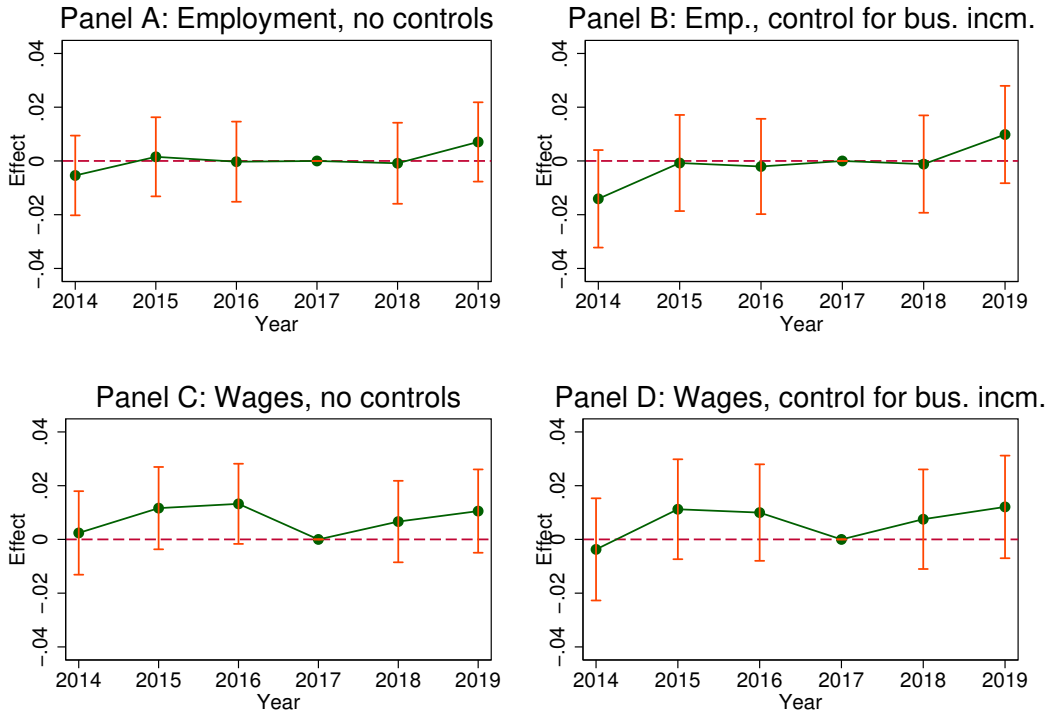 Panel A: Employment, no controls
.04
.02
0
-.02
-.04
Effect
2014 2015 2016 2017 2018 2019
Year
Panel B: Emp., control for bus. incm.
.04
.02
0
-.02
-.04
Effect
2014 2015 2016 2017 2018 2019
Year
Panel C: Wages, no controls
.04
.02
0
-.02
-.04
Effect
2014 2015 2016 2017 2018 2019
Year
Panel D: Wages, control for bus. incm.
.04
.02
0
-.02
-.04
Effect
2014 2015 2016 2017 2018 2019
Year